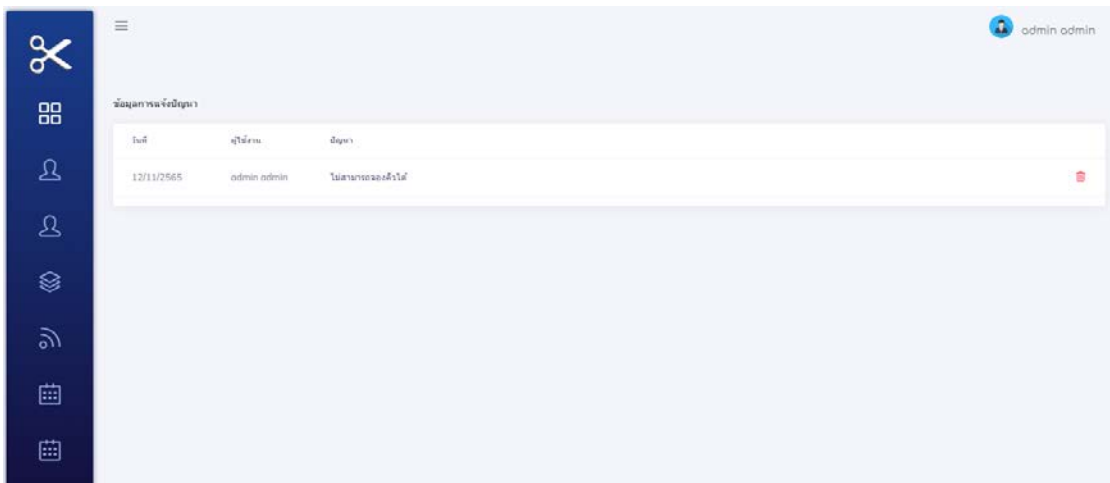 admin admin
ข้อมูลการแจ้งปัญหา
วันที่ ผู้ใช้งาน ปัญหา
12/11/2565 admin admin ไม่สามารถจองคิวได้